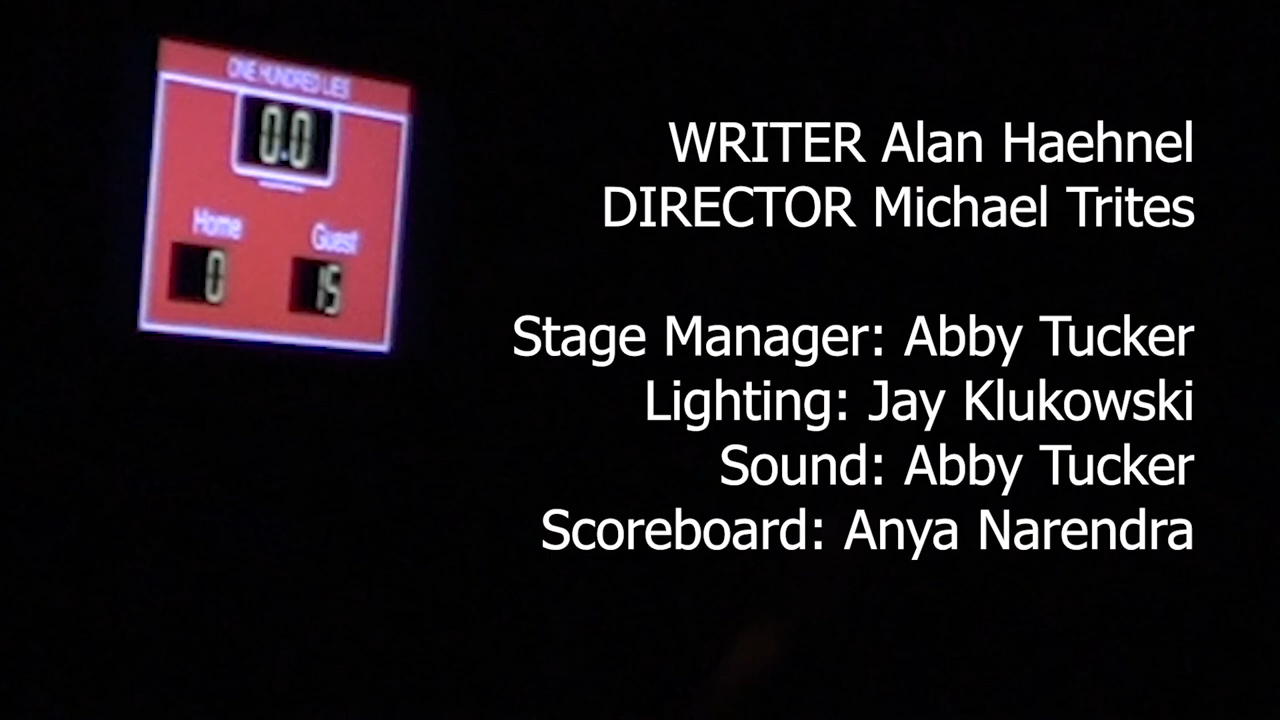 ONE HUNDRED LIES
0.0
Home
Guest
0
15
WRITER Alan Haehnel
DIRECTOR Michael Trites
Stage Manager: Abby Tucker
Lighting: Jay Klukowski
Sound: Abby Tucker
Scoreboard: Anya Narendra